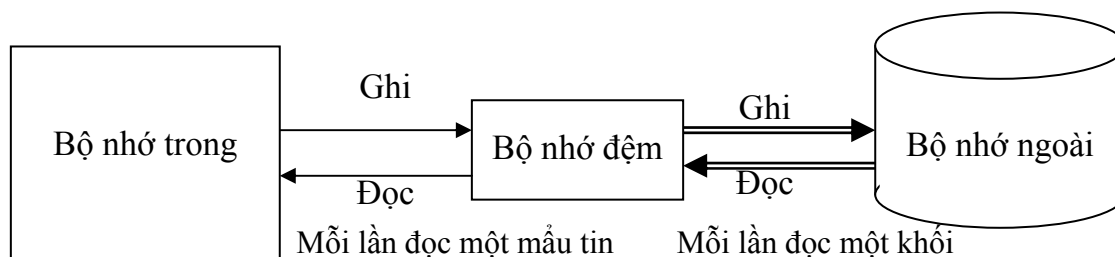 Ghi
Ghi
Bộ nhớ trong
Bộ nhớ đệm
Bộ nhớ ngoài
Đọc
Đọc
Mỗi lần đọc một mẩu tin
Mỗi lần đọc một khối